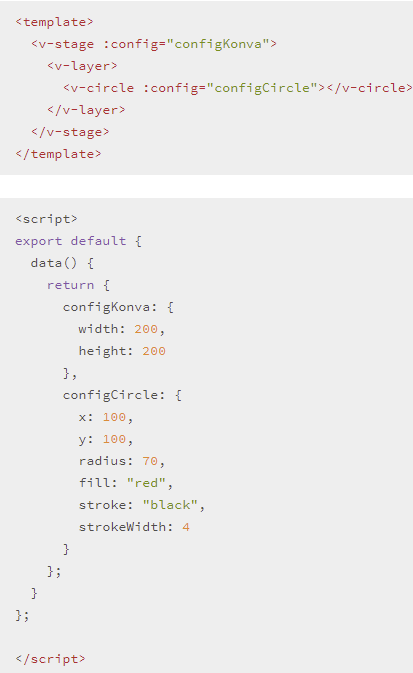 <template>
  <v-stage :config="configKonva">
    <v-layer>
      <v-circle :config="configCircle"></v-circle>
    </v-layer>
  </v-stage>
</template>
<script>
export default {
  data() {
    return {
      configKonva: {
        width: 200,
        height: 200
      },
      configCircle: {
        x: 100,
        y: 100,
        radius: 70,
        fill: "red",
        stroke: "black",
        strokeWidth: 4
      }
    };
  }
};
</script>